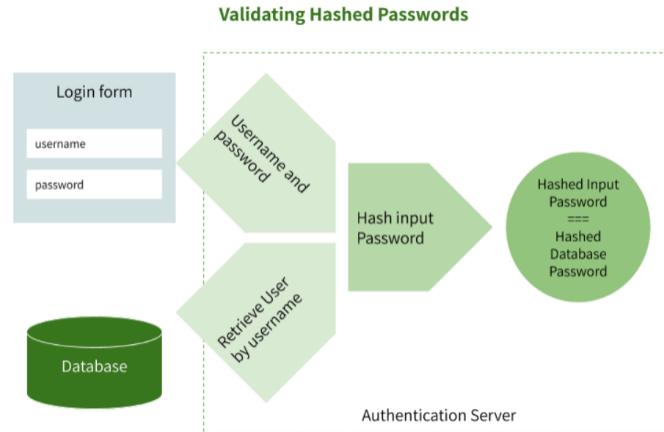 Validating Hashed Passwords
Login form
username
password
Username and
password
Hash input
Password
Hashed Input
Password
===
Hashed
Database
Password
Retrieve User
by username
Database
Authentication Server